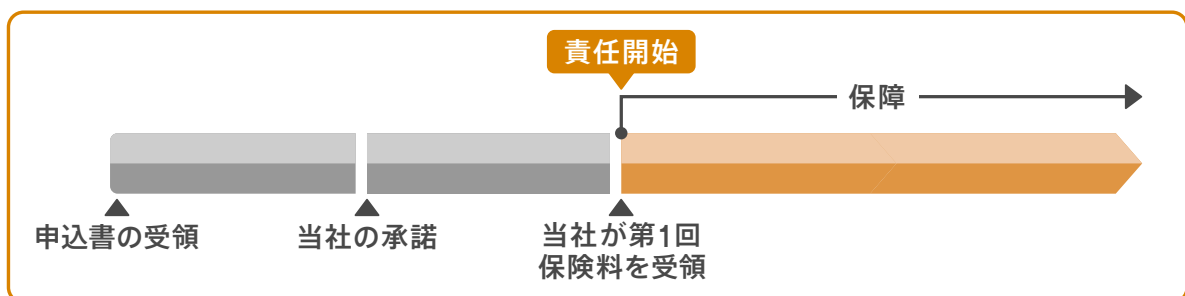 責任開始
保障
申込書の受領
当社の承諾
当社が第1回
保険料を受領